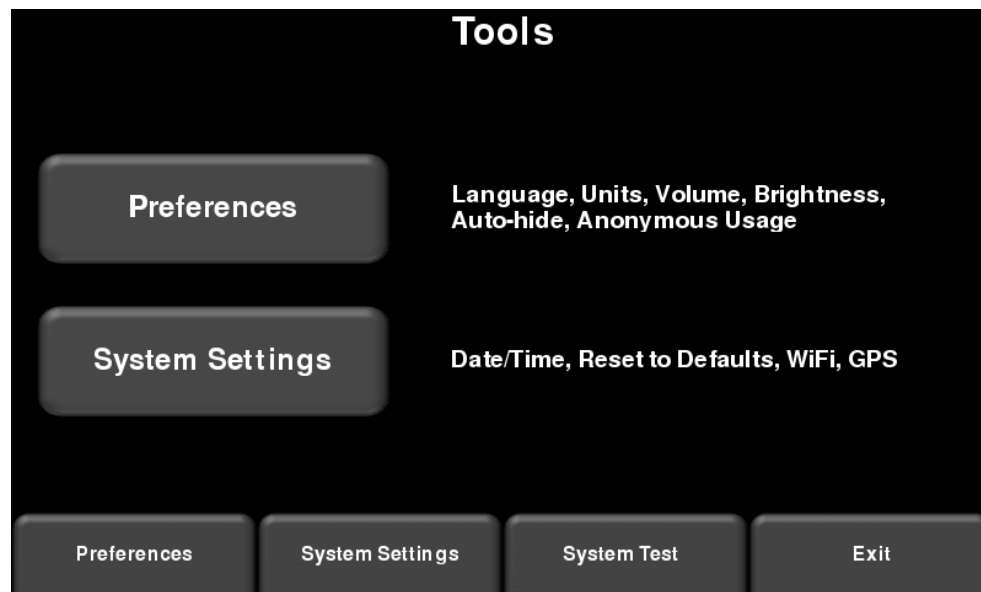 Tools
Preferences
Language, Units, Volume, Brightness,
Auto-hide, Anonymous Usage
System Settings
Date/Time, Reset to Defaults, WiFi, GPS
Preferences
System Settings
System Test
Exit